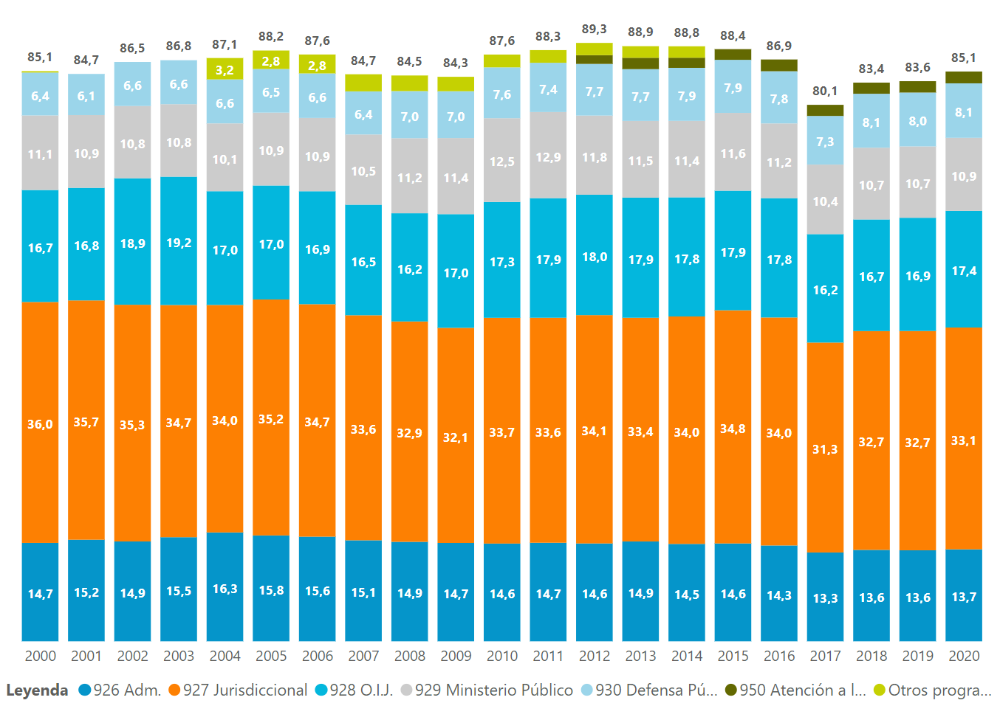 85,1 84,7 86,5 86,8 87,1 88,2 87,6 84,7 84,5 84,3 87,6 88,3 89,3 88,9 88,8 88,4 86,9 80,1 83,4 83,6 85,1
3,2 2,8 2,8
6,4 6,1 6,6 6,6 6,6 6,5 6,6 6,4 7,0 7,0 7,6 7,4 7,7 7,7 7,9 7,9 7,8 7,3 8,1 8,0 8,1
11,1 10,9 10,8 10,8 10,1 10,9 10,9 10,5 11,2 11,4 12,5 12,9 11,8 11,5 11,4 11,6 11,2 10,4 10,7 10,7 10,9
16,7 16,8 18,9 19,2 17,0 17,0 16,9 16,5 16,2 17,0 17,3 17,9 18,0 17,9 17,8 17,9 17,8 16,2 16,7 16,9 17,4
36,0 35,7 35,3 34,7 34,0 35,2 34,7 33,6 32,9 32,1 33,7 33,6 34,1 33,4 34,0 34,8 34,0 31,3 32,7 32,7 33,1
14,7 15,2 14,9 15,5 16,3 15,8 15,6 15,1 14,9 14,7 14,6 14,7 14,6 14,9 14,5 14,6 14,3 13,3 13,6 13,6 13,7
2000 2001 2002 2003 2004 2005 2006 2007 2008 2009 2010 2011 2012 2013 2014 2015 2016 2017 2018 2019 2020
Leyenda 926 Adm. 927 Jurisdiccional 928 O.I.J. 929 Ministerio Público 930 Defensa Pú... 950 Atención a l... Otros progra...